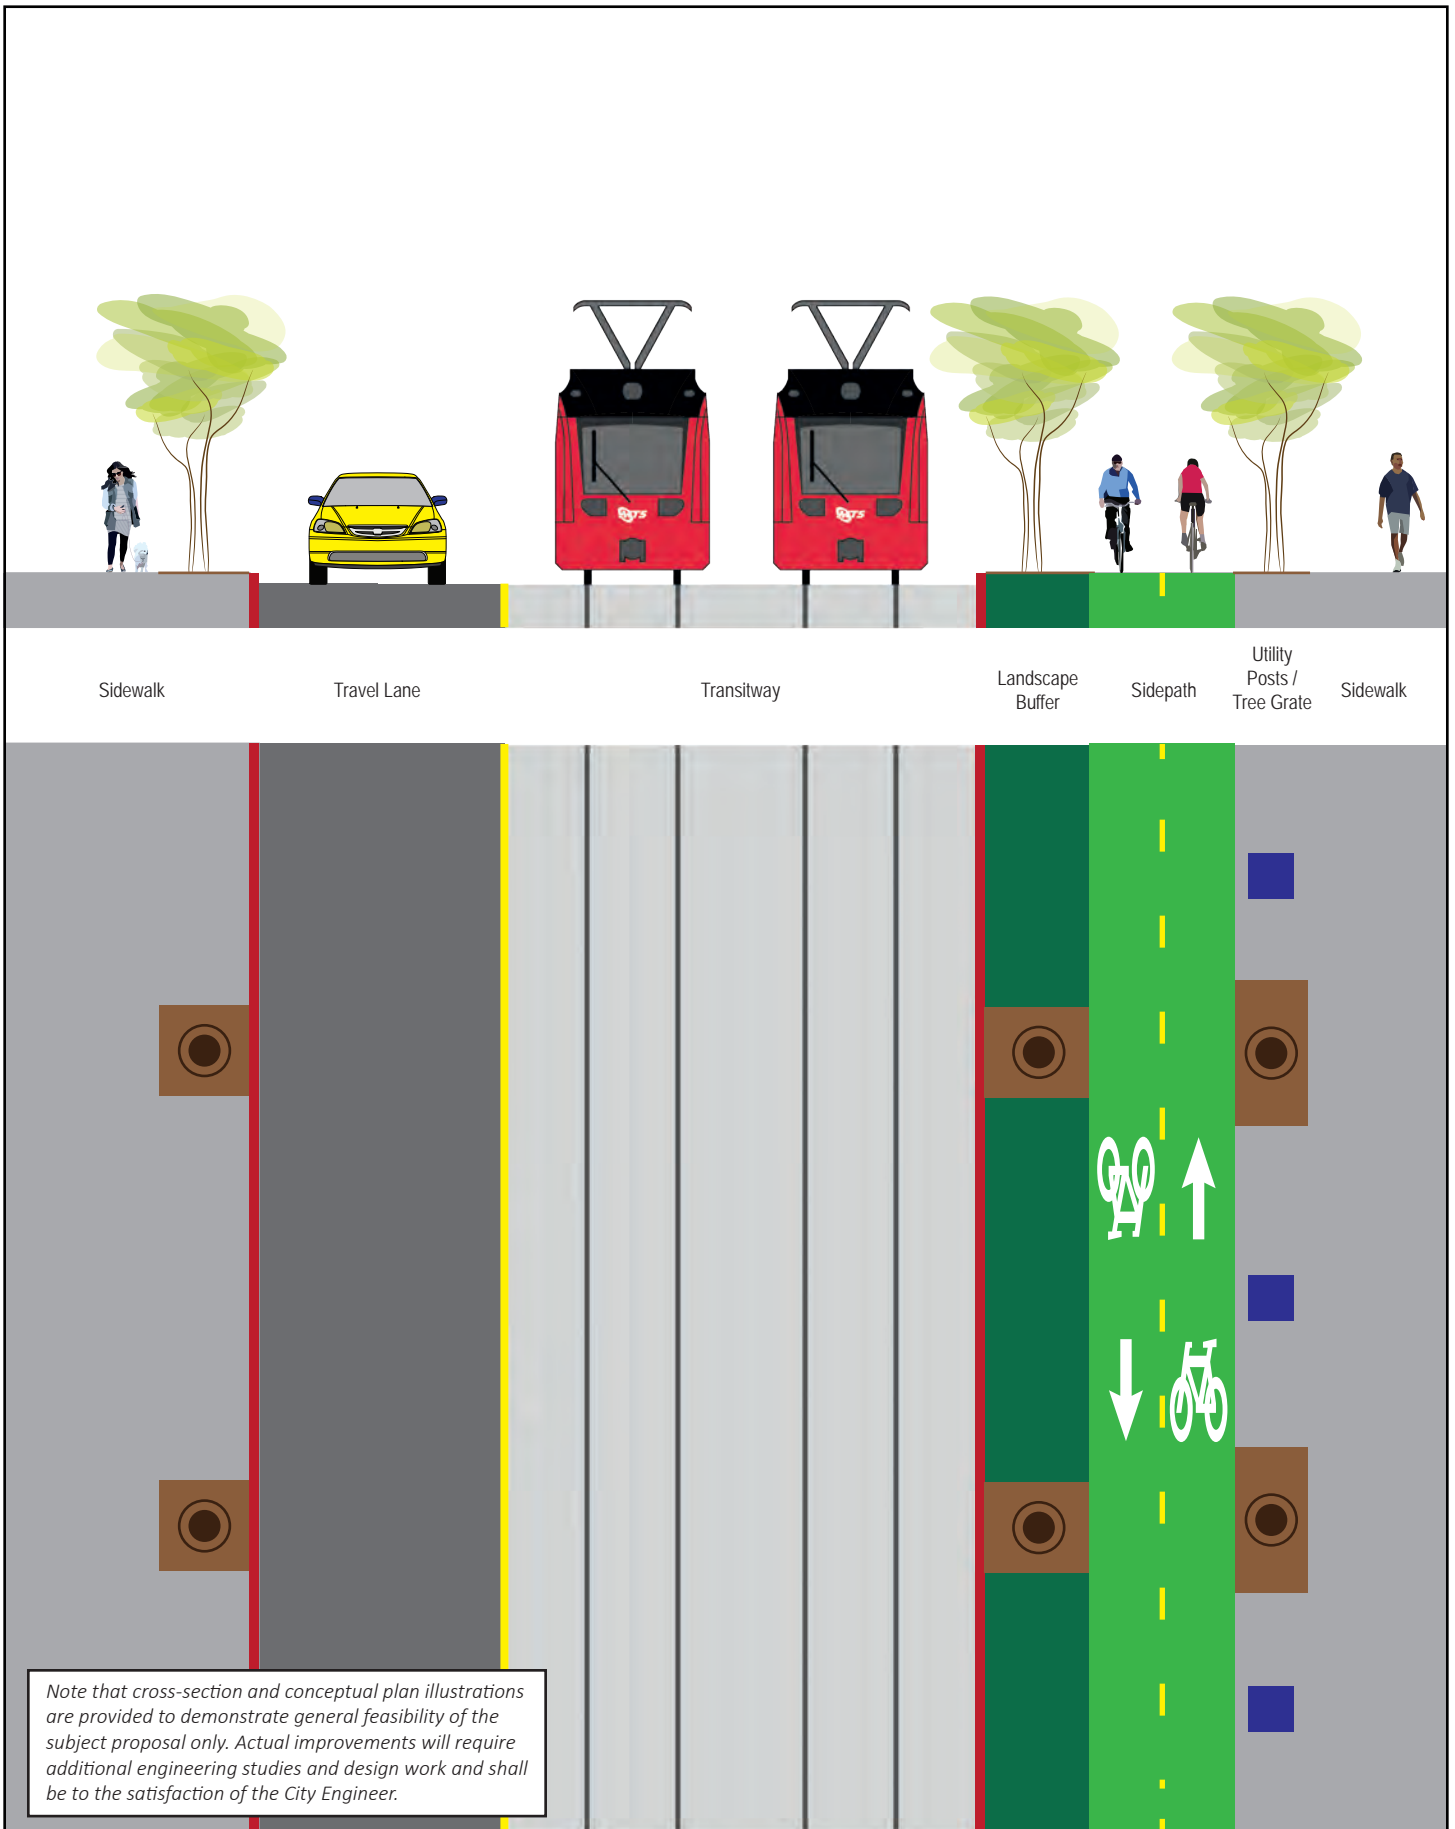 MTS
MTS
Sidewalk
Travel Lane
Transitway
Landscape
Buffer
Sidepath
Utility
Posts /
Tree Grate
Sidewalk
Note that cross-section and conceptual plan illustrations
are provided to demonstrate general feasibility of the
subject proposal only. Actual improvements will require
additional engineering studies and design work and shall
be to the satisfaction of the City Engineer.